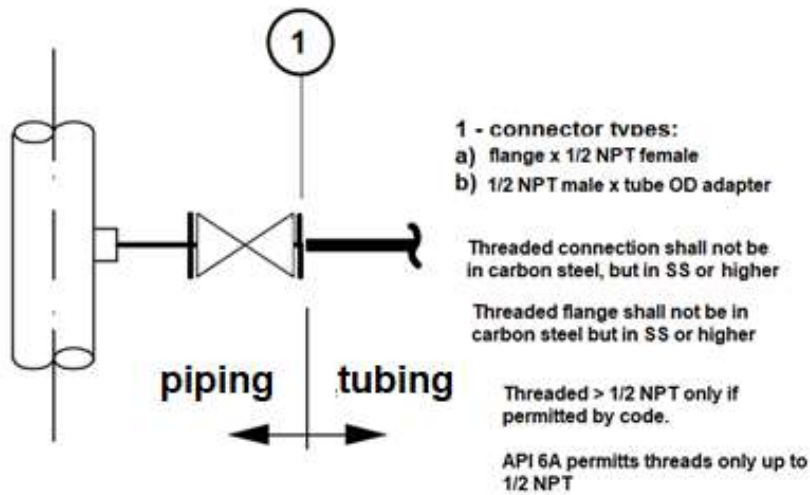 1
1 - connector types:
a) flange x 1/2 NPT female
b) 1/2 NPT male x tube OD adapter
Threaded connection shall not be
in carbon steel, but in SS or higher
Threaded flange shall not be in
carbon steel but in SS or higher
piping tubing
Threaded > 1/2 NPT only if
permitted by code.
API 6A permitts threads only up to
1/2 NPT